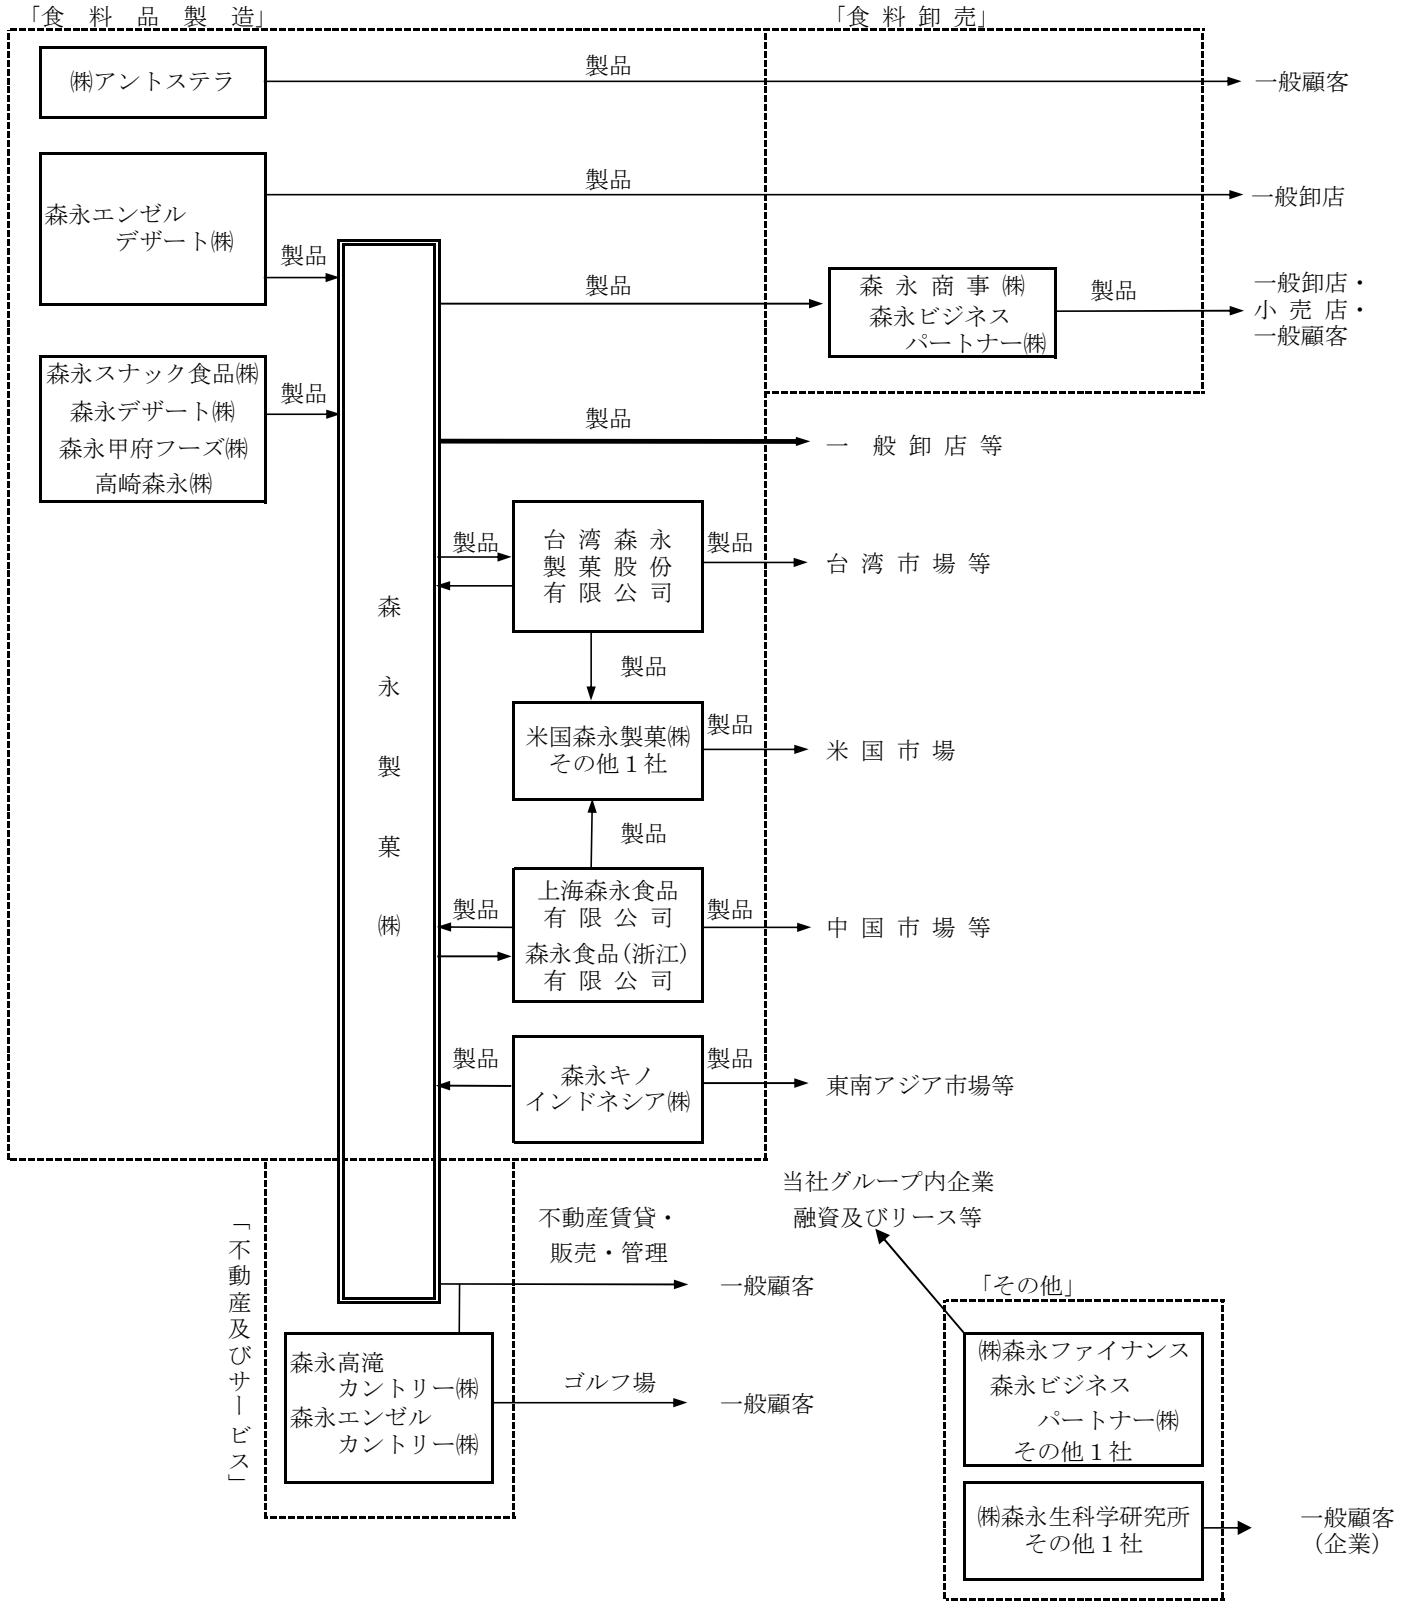 「食　料　品　製　造」
「食 料 卸 売」
㈱アントステラ
製品
一般顧客
森永エンゼル
デザート㈱
製品
一般卸店
製品
製品
森 永 商 事 ㈱
森永ビジネス
パートナー㈱
製品
一般卸店・
小 売 店・
一般顧客
森永スナック食品㈱
森永デザート㈱
森永甲府フーズ㈱
高崎森永㈱
製品
製品
一 般 卸 店 等
森
永
製
菓
㈱
製品
台 湾 森 永
製 菓 股 份
有 限 公 司
製品
台 湾 市 場 等
製品
米国森永製菓㈱
その他１社
製品
米 国 市 場
製品
製品
上海森永食品
有 限 公 司
森永食品(浙江)
有 限 公 司
製品
中 国 市 場 等
製品
森永キノ
インドネシア㈱
製品
東南アジア市場等
「不動産及びサービス」
不動産賃貸・
販売・管理
一般顧客
森永高滝
カントリー㈱
森永エンゼル
カントリー㈱
ゴルフ場
一般顧客
当社グループ内企業
融資及びリース等
「その他」
㈱森永ファイナンス
森永ビジネス
パートナー㈱
その他１社
㈱森永生科学研究所
その他１社
一般顧客
(企業)